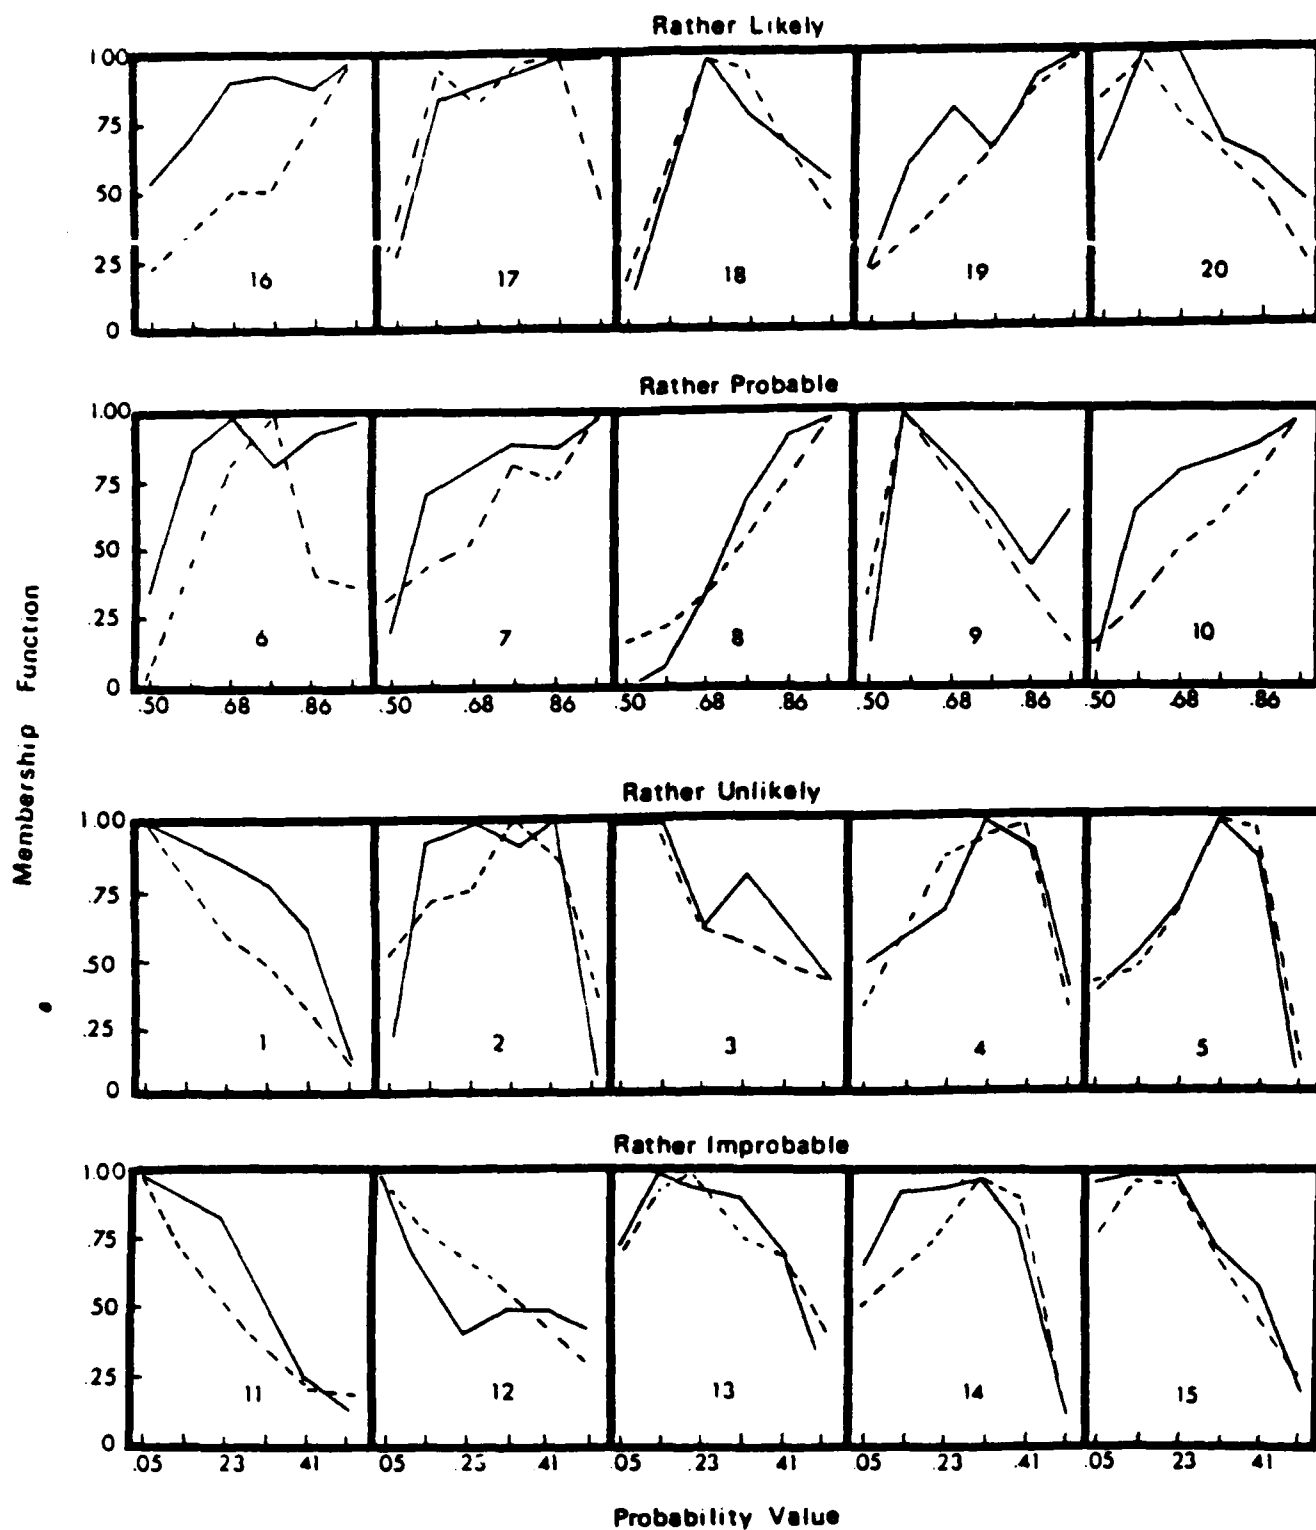 Rather Likely
1 00
75
50
25
0
16 17 18 19 20
Rather Probable
1.00
75
50
.25
0
6 7 8 9 10
.50 .68 .86 .50 .68 86 .50 .68 .86 .50 .68 .86 .50 .68 .86
Membership Function
Rather Unlikely
1.00
.75
.50
.25
0
1 2 3 4 5
Rather Improbable
1.00
.75
.50
.25
0
11 12 13 14 15
.05 23 41 05 .23 41 .05 .23 41 .05 .23 .41 .05 23 41
Probability Value